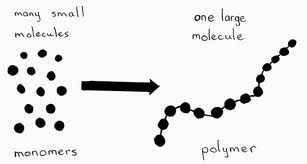 many small
molecules
monomers
one large
molecule
polymer